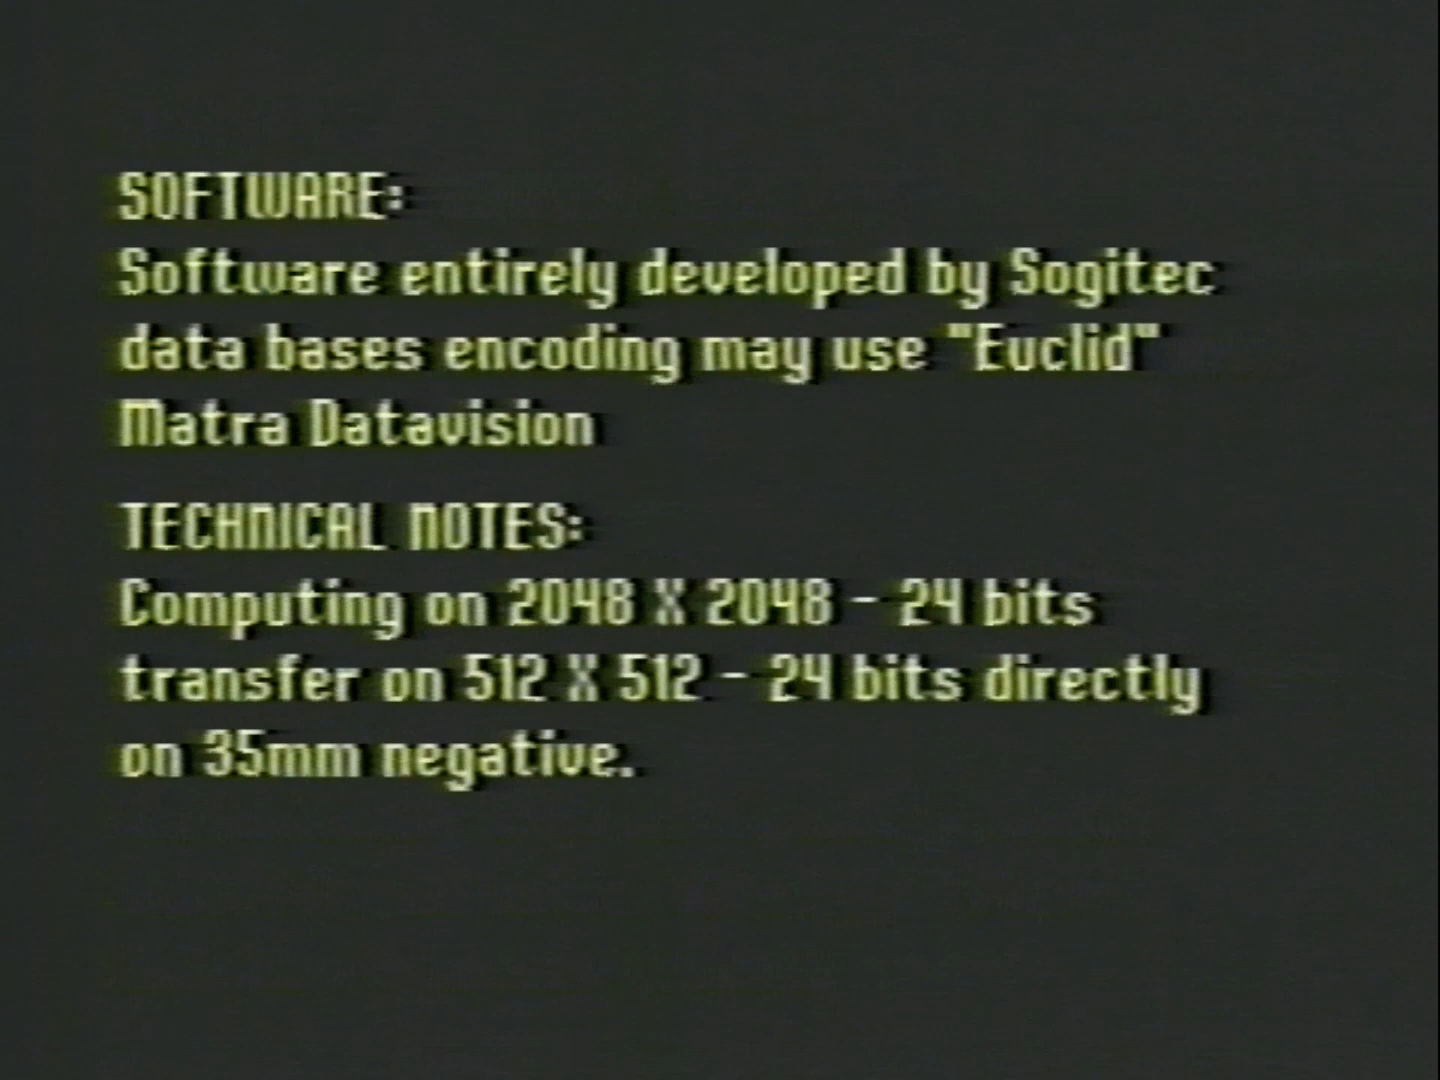 SOFTWARE:
Software entirely developed by Sogitec
data bases encoding may use "Euclid"
Matra Datavision
TECHNICAL NOTES:
Computing on 2048 X 2048 - 24 bits
transfer on 512 X 512 - 24 bits directly
on 35mm negative.